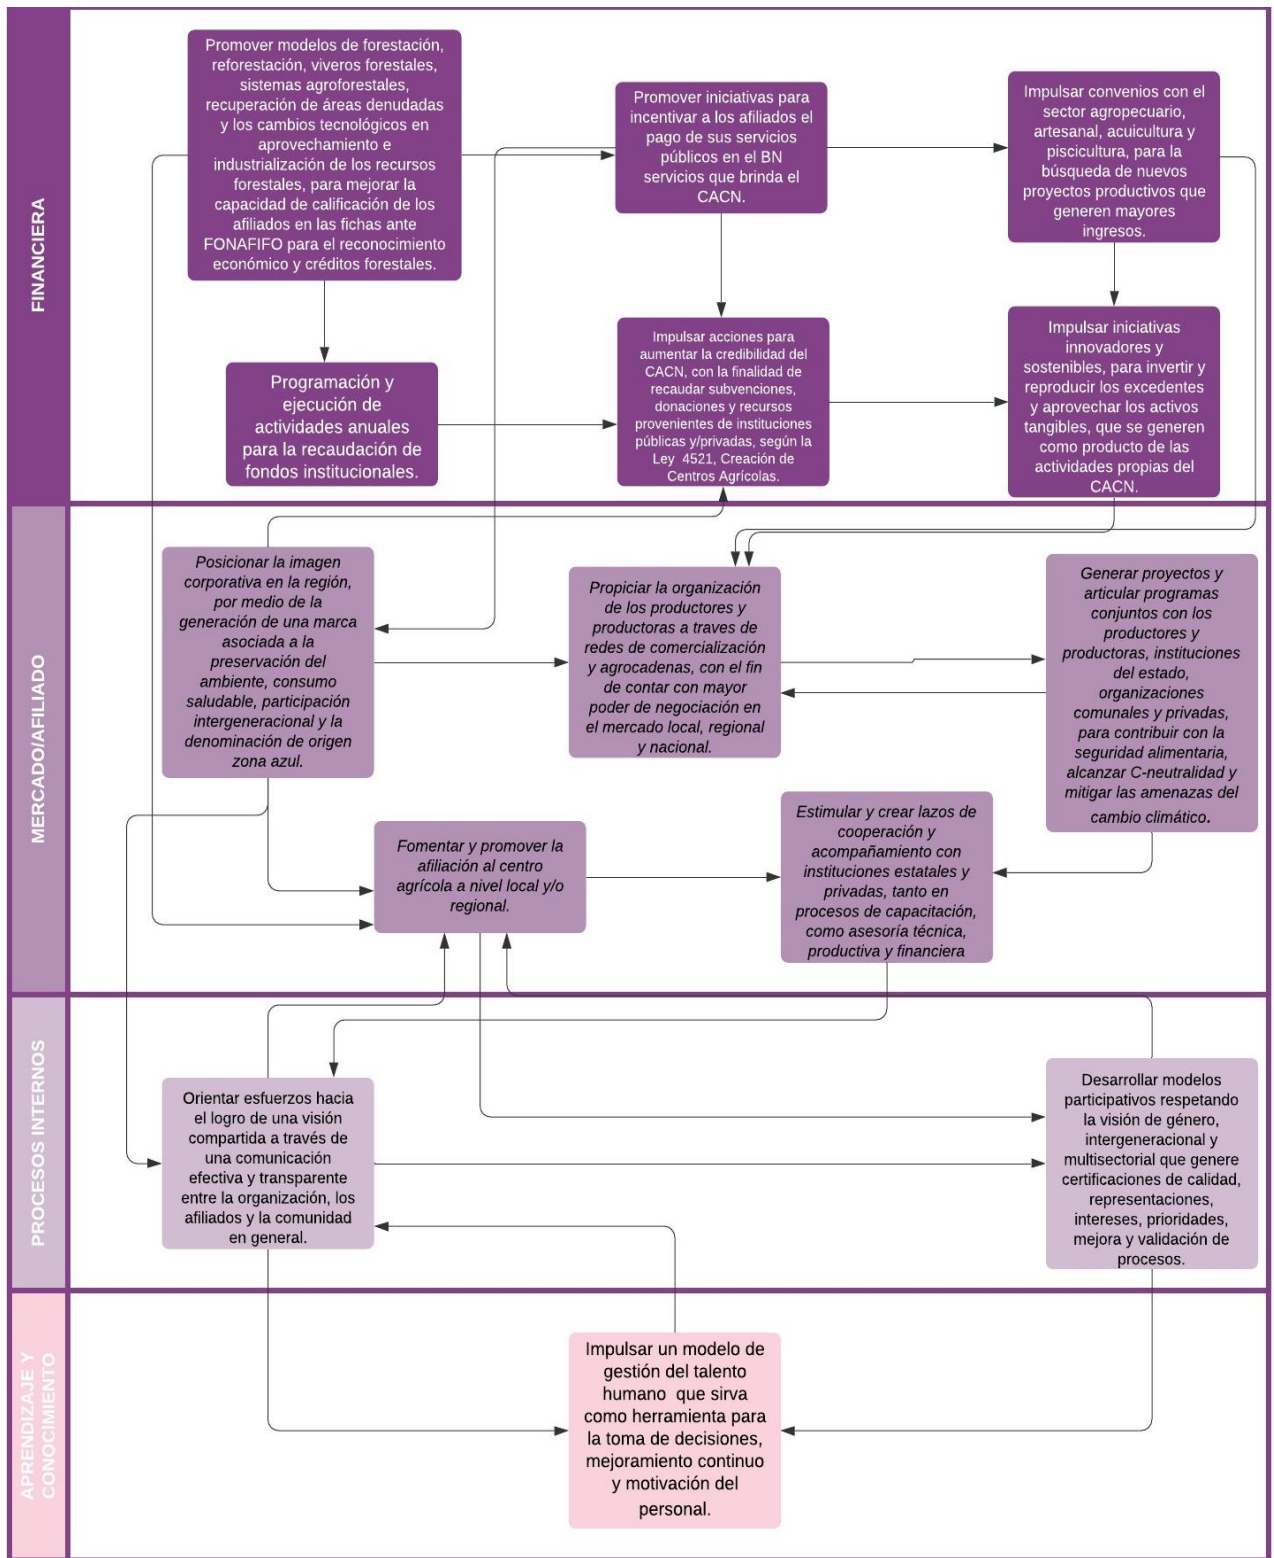 FINANCIERA
Promover modelos de forestación,
reforestación, viveros forestales,
sistemas agroforestales,
recuperación de áreas denudadas
y los cambios tecnológicos en
aprovechamiento e
industrialización de los recursos
forestales, para mejorar la
capacidad de calificación de los
afiliados en las fichas ante
FONAFIFO para el reconocimiento
económico y créditos forestales.
Promover iniciativas para
incentivar a los afiliados el
pago de sus servicios
públicos en el BN
servicios que brinda el
CACN.
Impulsar convenios con el
sector agropecuario,
artesanal, acuicultura y
piscicultura, para la
búsqueda de nuevos
proyectos productivos que
generen mayores
ingresos.
Programación y
ejecución de
actividades anuales
para la recaudación de
fondos institucionales.
Impulsar acciones para
aumentar la credibilidad del
CACN, con la finalidad de
recaudar subvenciones,
donaciones y recursos
provenientes de instituciones
públicas y/privadas, según la
Ley 4521, Creación de
Centros Agrícolas.
Impulsar iniciativas
innovadores y
sostenibles, para invertir y
reproducir los excedentes
y aprovechar los activos
tangibles, que se generen
como producto de las
actividades propias del
CACN.
MERCADO/AFILIADO
Posicionar la imagen
corporativa en la región,
por medio de la
generación de una marca
asociada a la
preservación del
ambiente, consumo
saludable, participación
intergeneracional y la
denominación de origen
zona azul.
Propiciar la organización
de los productores y
productoras a traves de
redes de comercialización
y agrocadenas, con el fin
de contar con mayor
poder de negociación en
el mercado local, regional
y nacional.
Generar proyectos y
articular programas
conjuntos con los
productores y
productoras, instituciones
del estado,
organizaciones
comunales y privadas,
para contribuir con la
seguridad alimentaria,
alcanzar C-neutralidad y
mitigar las amenazas del
cambio climático.
Fomentar y promover la
afiliación al centro
agrícola a nivel local y/o
regional.
Estimular y crear lazos de
cooperación y
acompañamiento con
instituciones estatales y
privadas, tanto en
procesos de capacitación,
como asesoría técnica,
productiva y financiera
PROCESOS INTERNOS
Orientar esfuerzos hacia
el logro de una visión
compartida a través de
una comunicación
efectiva y transparente
entre la organización, los
afiliados y la comunidad
en general.
Desarrollar modelos
participativos respetando
la visión de género,
intergeneracional y
multisectorial que genere
certificaciones de calidad,
representaciones,
intereses, prioridades,
mejora y validación de
procesos.
APRENDIZAJE Y
CONOCIMIENTO
Impulsar un modelo de
gestión del talento
humano que sirva
como herramienta para
la toma de decisiones,
mejoramiento continuo
y motivación del
personal.